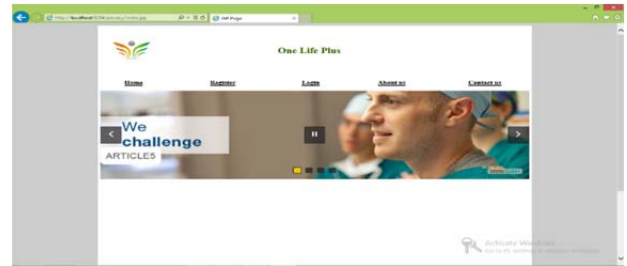 JSP Page
One Life Plus
Home Register Login About us Contact us
We
challenge
ARTICLE5
Activate Windows